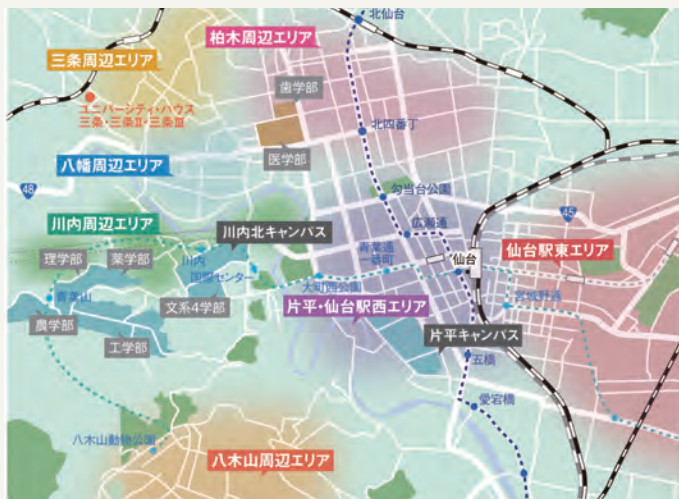 北仙台
柏木周辺エリア
三条周辺エリア
歯学部
ユニバーシティ・ハウス
三条・三条Ⅱ・三条Ⅲ
北四番丁
医学部
八幡周辺エリア
48
勾当台公園
45
川内周辺エリア
川内北キャンパス
広瀬通
理学部
薬学部
川内
青葉通
一番町
仙台
仙台駅東エリア
国際センター
大町西公園
青葉山
文系4学部
片平・仙台駅西エリア
宮城野通
農学部
工学部
片平キャンパス
五橋
愛宕橋
八木山動物公園
八木山周辺エリア